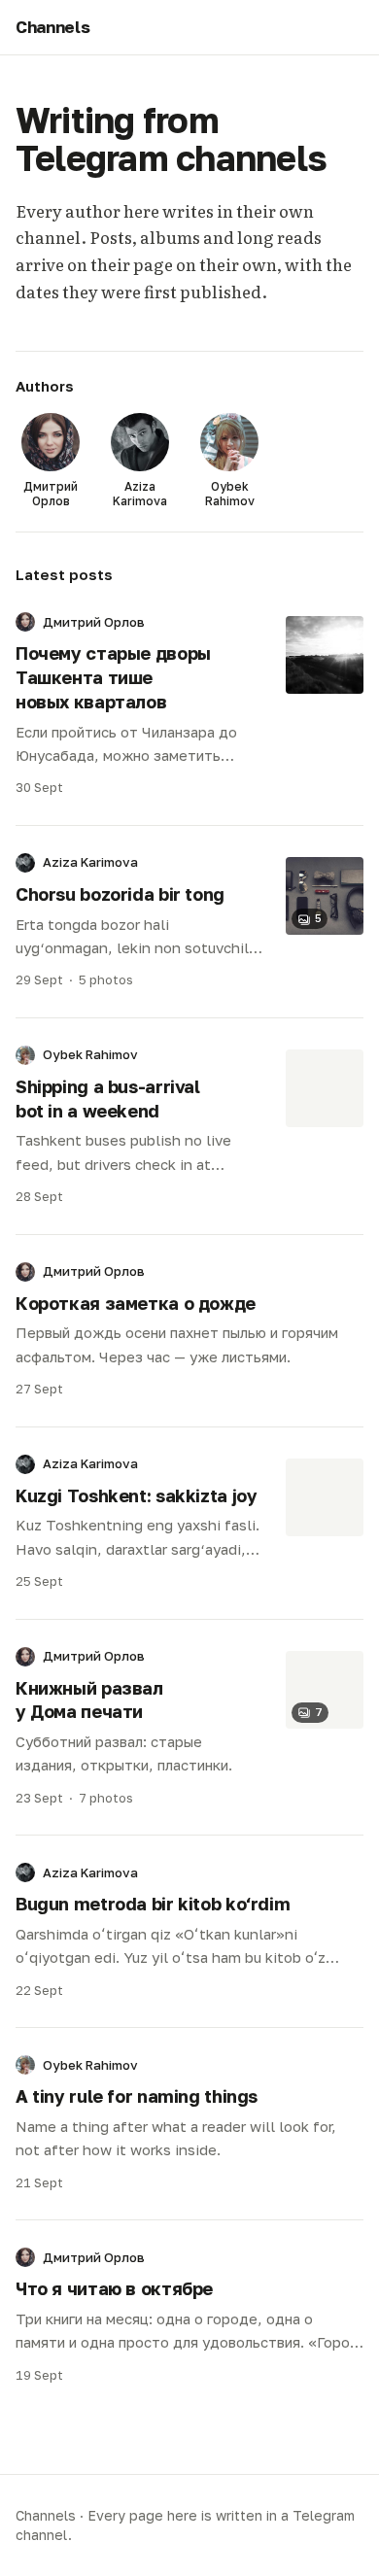 Channels
Writing from
Telegram channels
Every author here writes in their own
channel. Posts, albums and long reads
arrive on their page on their own, with the
dates they were first published.
Authors
Дмитрий
Орлов
Aziza
Karimova
Oybek
Rahimov
Latest posts
Дмитрий Орлов
Почему старые дворы
Ташкента тише
новых кварталов
Если пройтись от Чиланзара до
Юнусабада, можно заметить…
30 Sept
Aziza Karimova
Chorsu bozorida bir tong
Erta tongda bozor hali
uygʻonmagan, lekin non sotuvchil…
5
29 Sept · 5 photos
Oybek Rahimov
Shipping a bus-arrival
bot in a weekend
Tashkent buses publish no live
feed, but drivers check in at…
28 Sept
Дмитрий Орлов
Короткая заметка о дожде
Первый дождь осени пахнет пылью и горячим
асфальтом. Через час — уже листьями.
27 Sept
Aziza Karimova
Kuzgi Toshkent: sakkizta joy
Kuz Toshkentning eng yaxshi fasli.
Havo salqin, daraxtlar sargʻayadi,…
25 Sept
Дмитрий Орлов
Книжный развал
у Дома печати
Субботний развал: старые
издания, открытки, пластинки.
7
23 Sept · 7 photos
Aziza Karimova
Bugun metroda bir kitob koʻrdim
Qarshimda oʻtirgan qiz «Oʻtkan kunlar»ni
oʻqiyotgan edi. Yuz yil oʻtsa ham bu kitob oʻz…
22 Sept
Oybek Rahimov
A tiny rule for naming things
Name a thing after what a reader will look for,
not after how it works inside.
21 Sept
Дмитрий Орлов
Что я читаю в октябре
Три книги на месяц: одна о городе, одна о
памяти и одна просто для удовольствия. «Горо…
19 Sept
Channels · Every page here is written in a Telegram
channel.